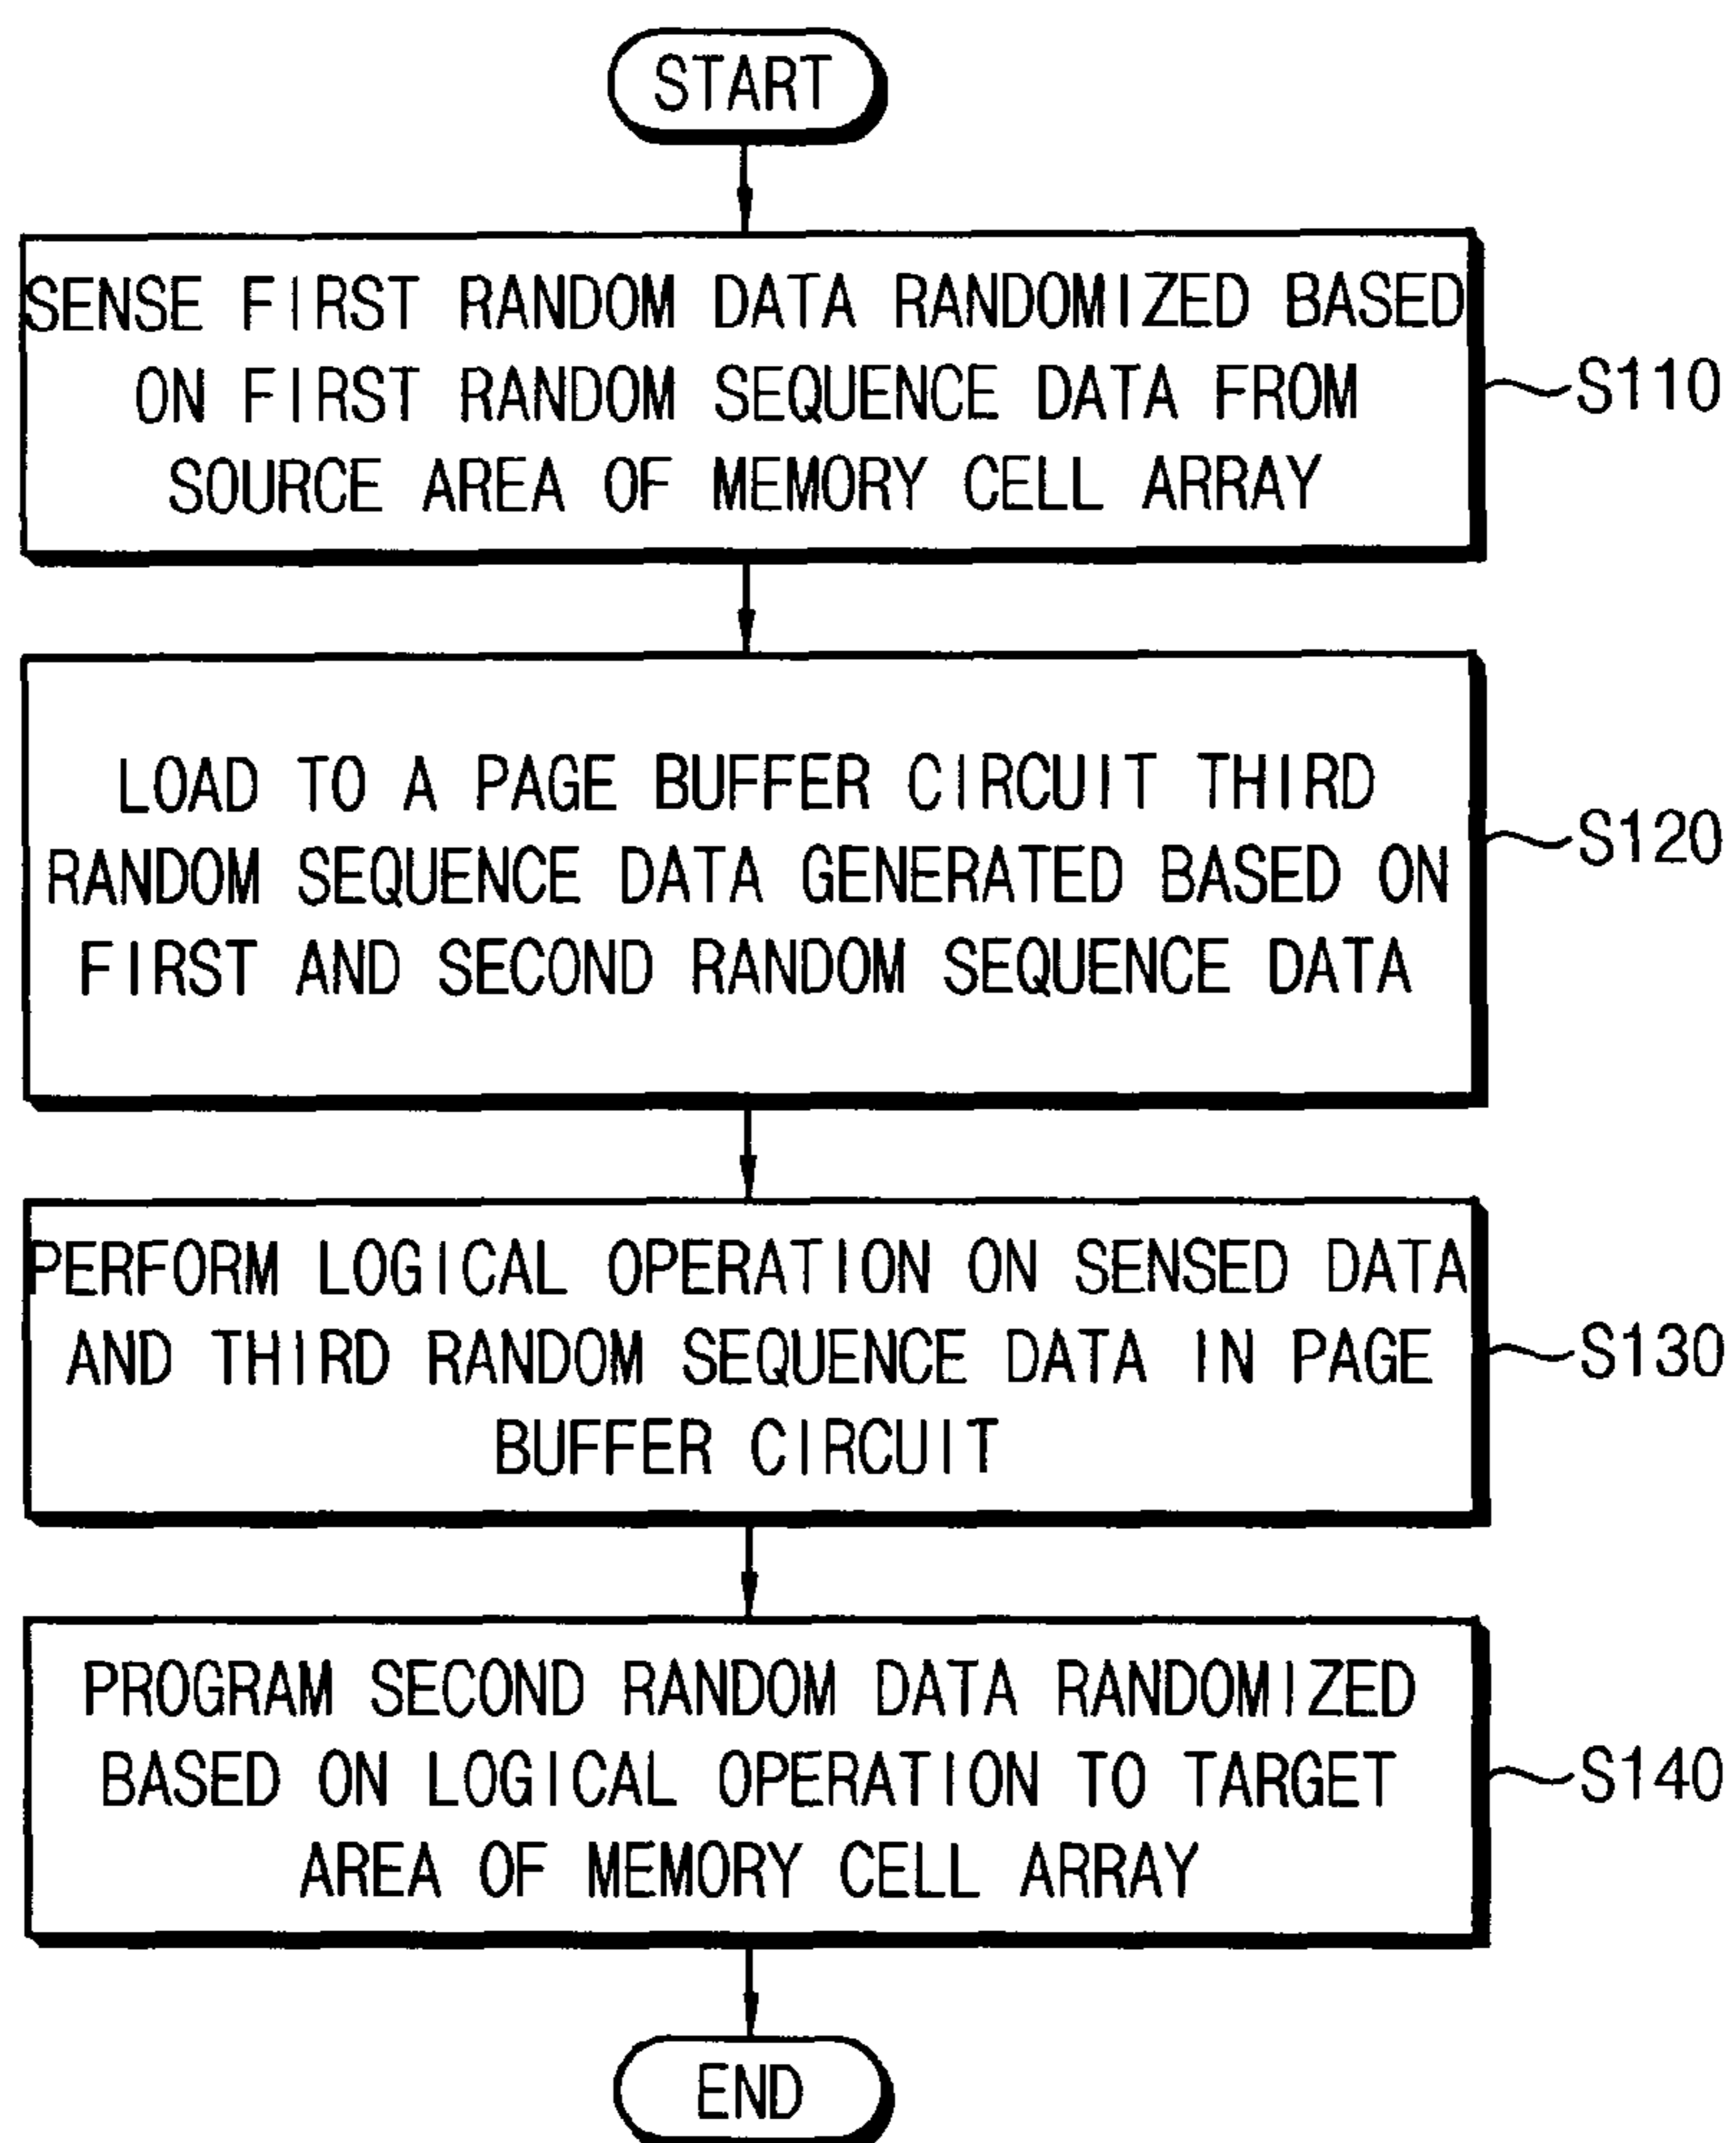 START
SENSE FIRST RANDOM DATA RANDOMIZED BASED
ON FIRST RANDOM SEQUENCE DATA FROM
SOURCE AREA OF MEMORY CELL ARRAY
S110
LOAD TO A PAGE BUFFER CIRCUIT THIRD
RANDOM SEQUENCE DATA GENERATED BASED ON
FIRST AND SECOND RANDOM SEQUENCE DATA
S120
PERFORM LOGICAL OPERATION ON SENSED DATA
AND THIRD RANDOM SEQUENCE DATA IN PAGE
BUFFER CIRCUIT
S130
PROGRAM SECOND RANDOM DATA RANDOMIZED
BASED ON LOGICAL OPERATION TO TARGET
AREA OF MEMORY CELL ARRAY
S140
END